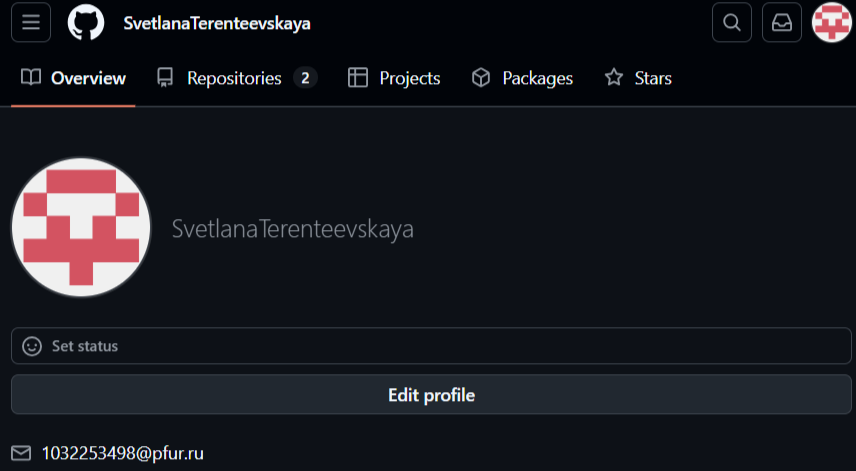 SvetlanaTerenteevskaya
Overview Repositories 2 Projects Packages Stars
SvetlanaTerenteevskaya
Set status
Edit profile
1032253498@pfur.ru